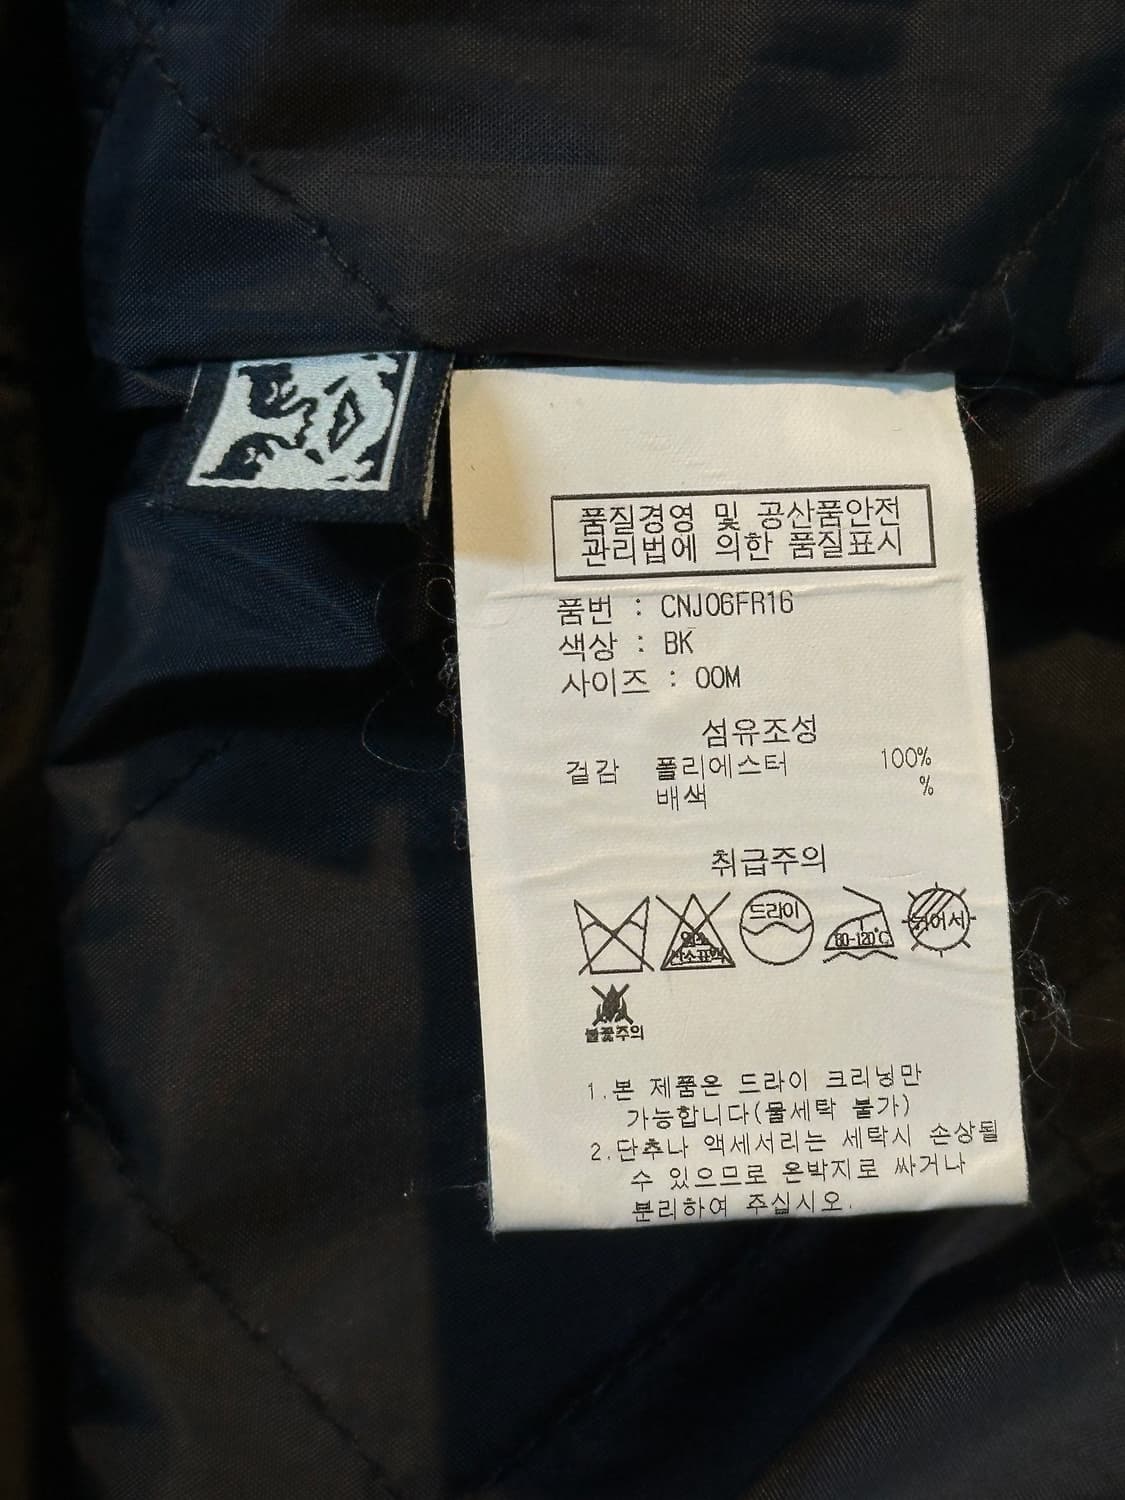 품질경영 및 공산품안전
관리법에 의한 품질표시
품번 : CNJ06FR16
색상 : BK
사이즈 : 00M
섬유조성
겉감 폴리에스터 100%
배색 %
취급주의
드라이
80-120℃
뉘어서
불꽃주의
1.본 제품은 드라이 크리닝만
가능합니다(물세탁 불가)
2.단추나 액세서리는 세탁시 손상될
수 있으므로 은박지로 싸거나
분리하여 주십시오.